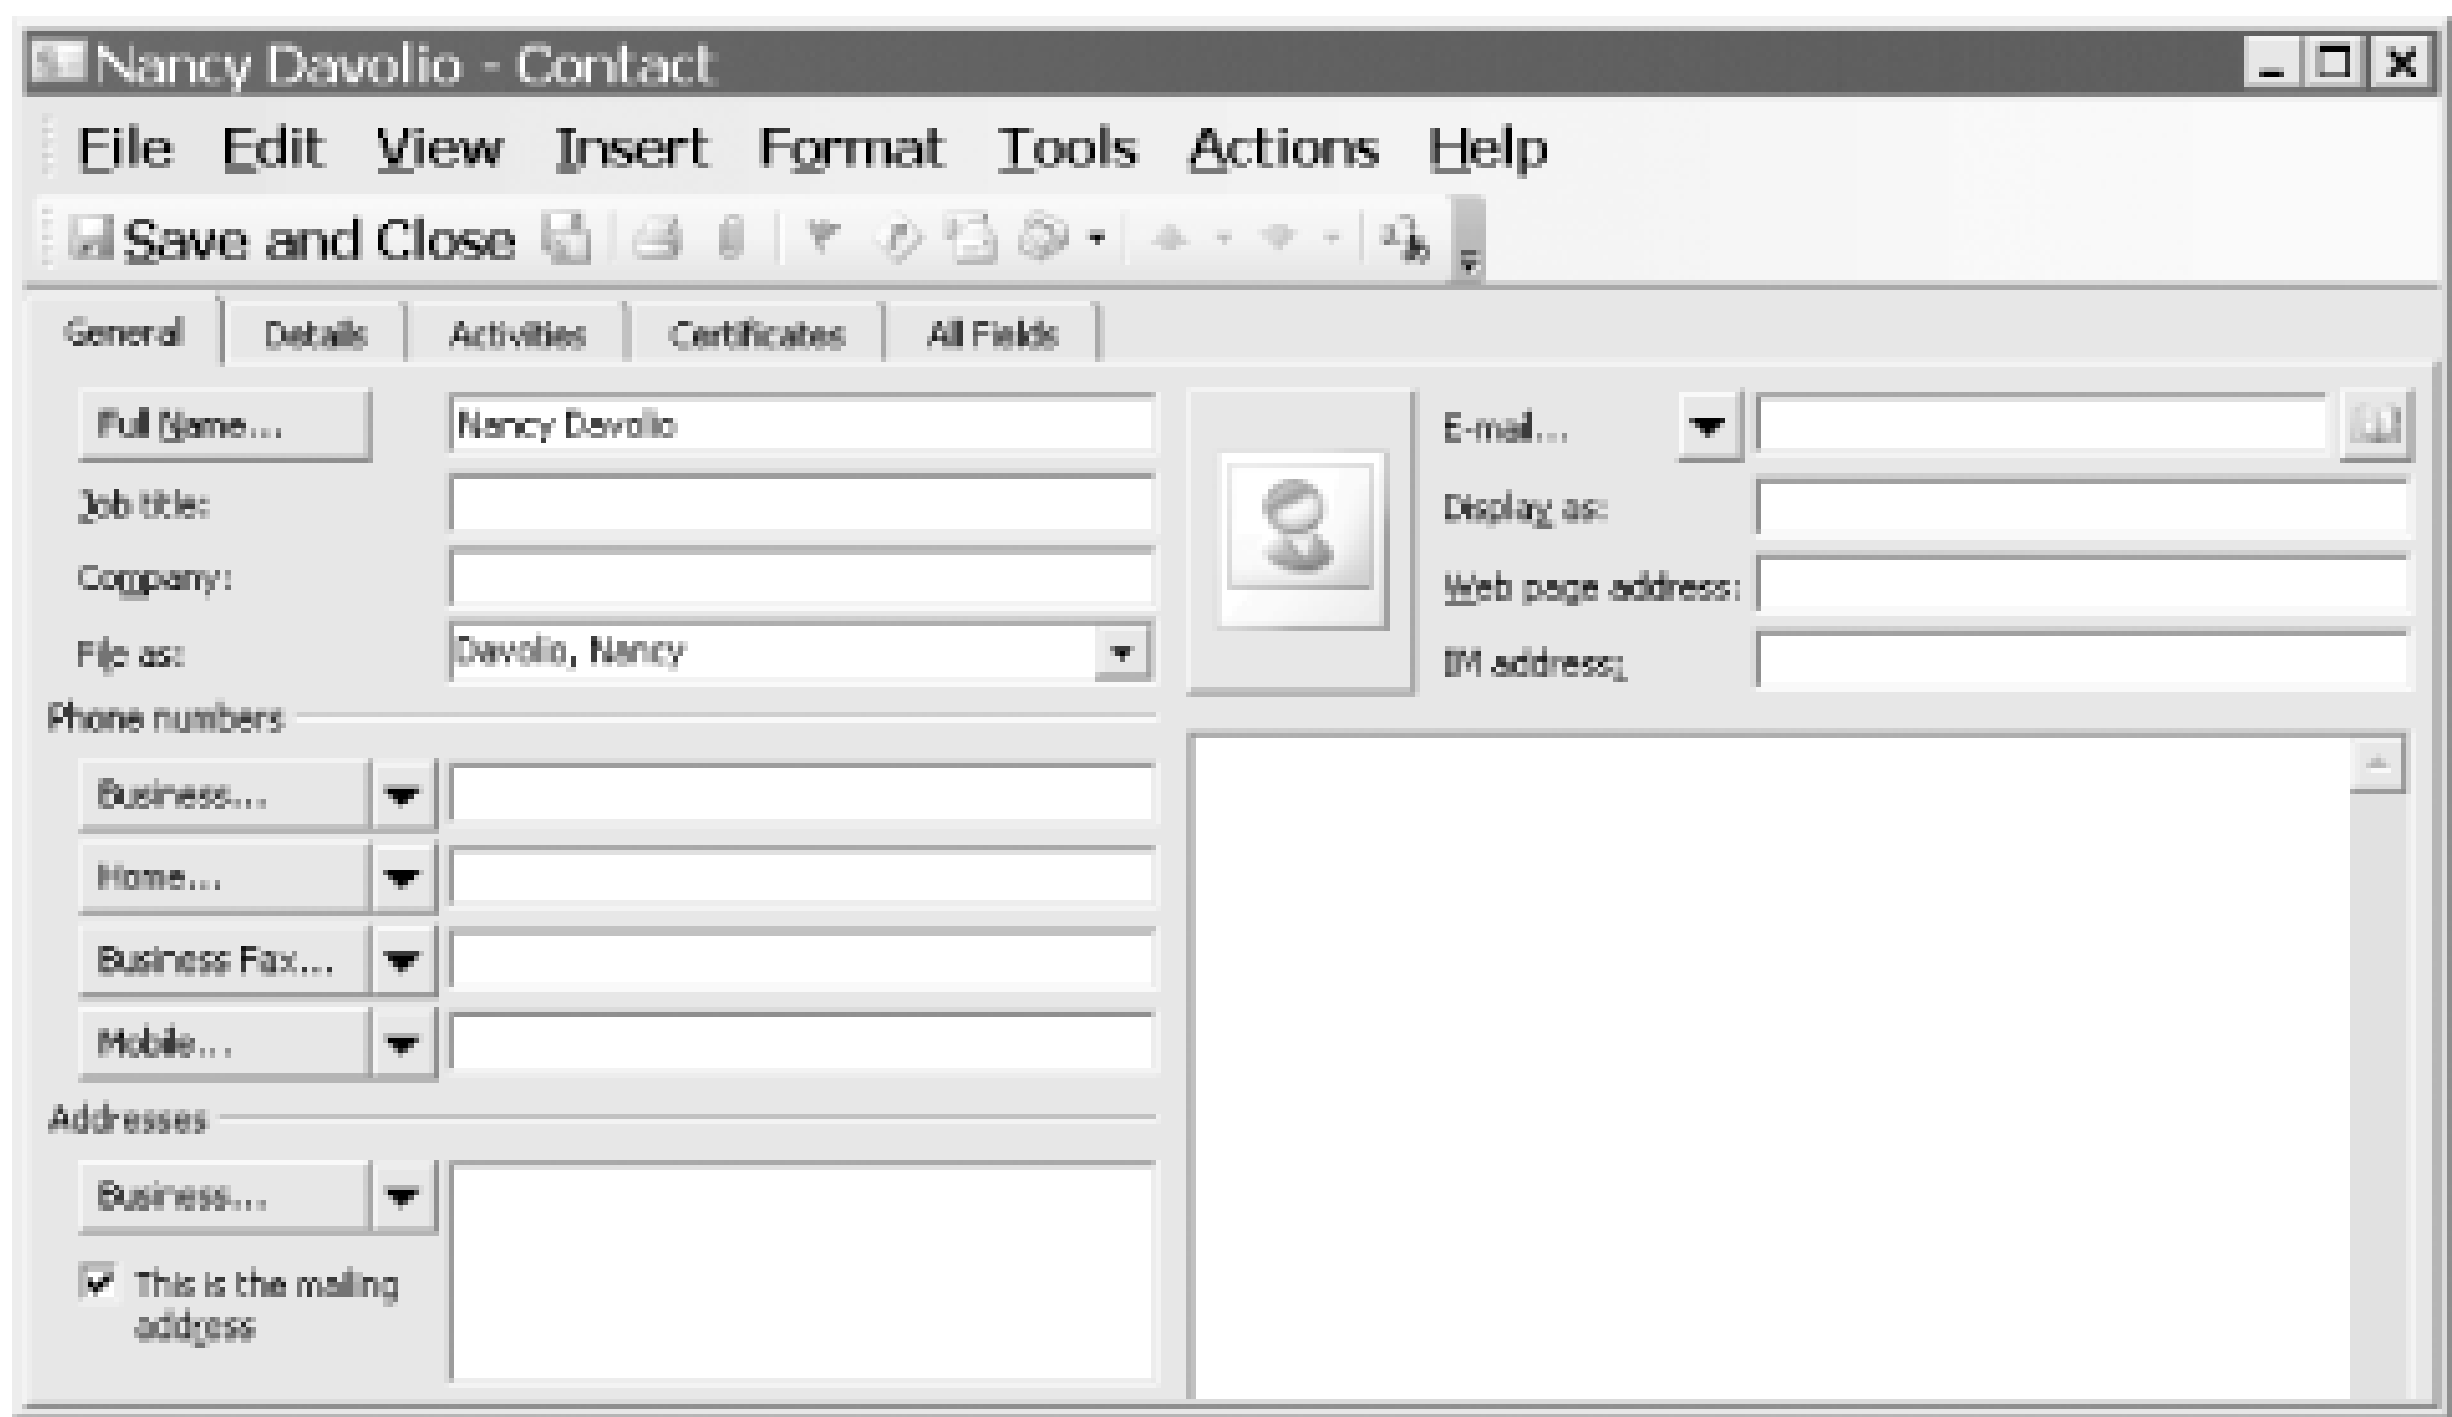 Nancy Davolio - Contact
File Edit View Insert Format Tools Actions Help
Save and Close
General Details Activities Certificates All Fields
Full Name... Nancy Davolio
Job title:
Company:
File as: Davolio, Nancy
E-mail...
Display as:
Web page address:
IM address:
Phone numbers
Business...
Home...
Business Fax...
Mobile...
Addresses
Business...
This is the mailing
address